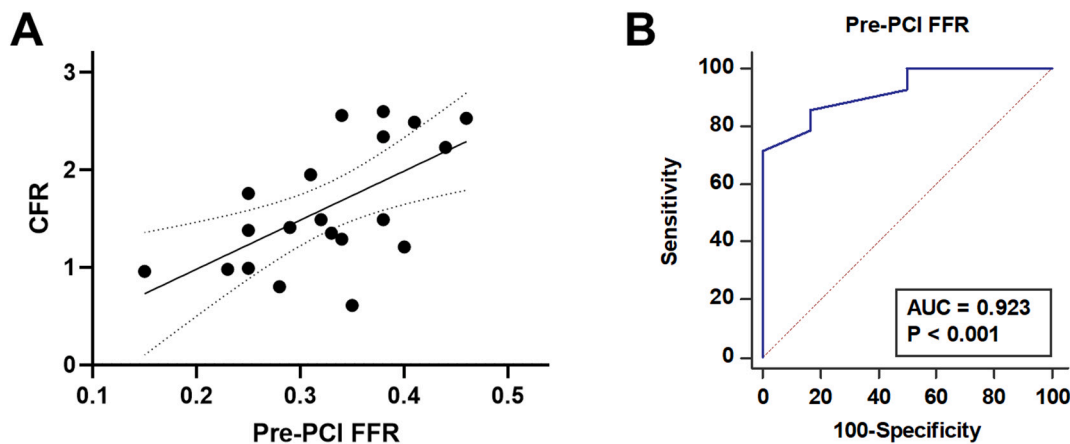 A
CFR
3
2
1
0
0.1 0.2 0.3 0.4 0.5
Pre-PCI FFR
B
Pre-PCI FFR
Sensitivity
100
80
60
40
20
0
AUC = 0.923
P < 0.001
0 20 40 60 80 100
100-Specificity